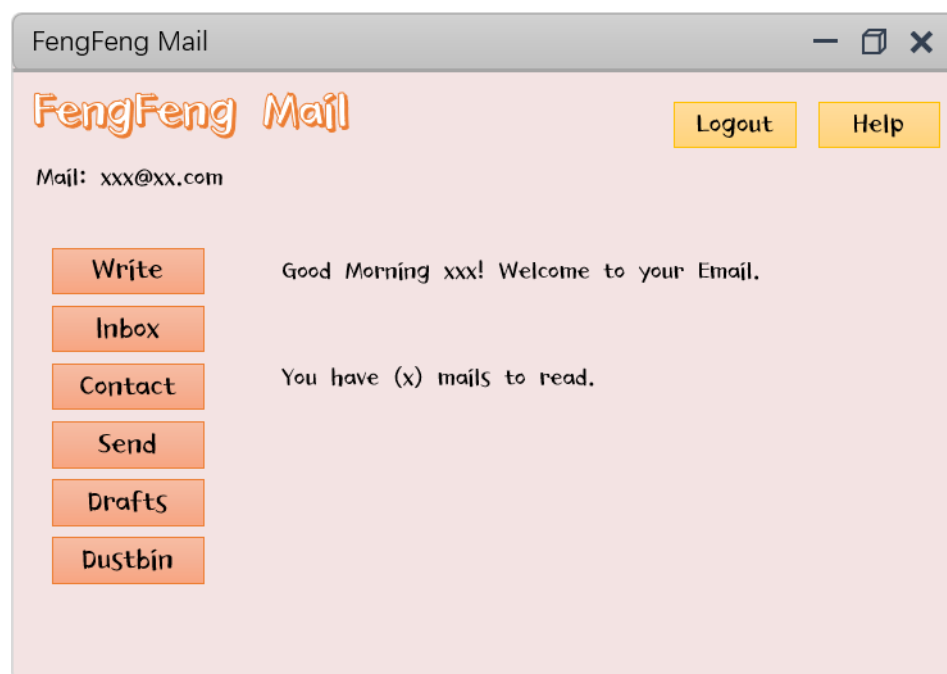 FengFeng Mail
FengFeng Mail
Logout
Help
Mail: xxx@xx.com
Write
Good Morning xxx! Welcome to your Email.
Inbox
Contact
You have (x) mails to read.
Send
Drafts
Dustbin